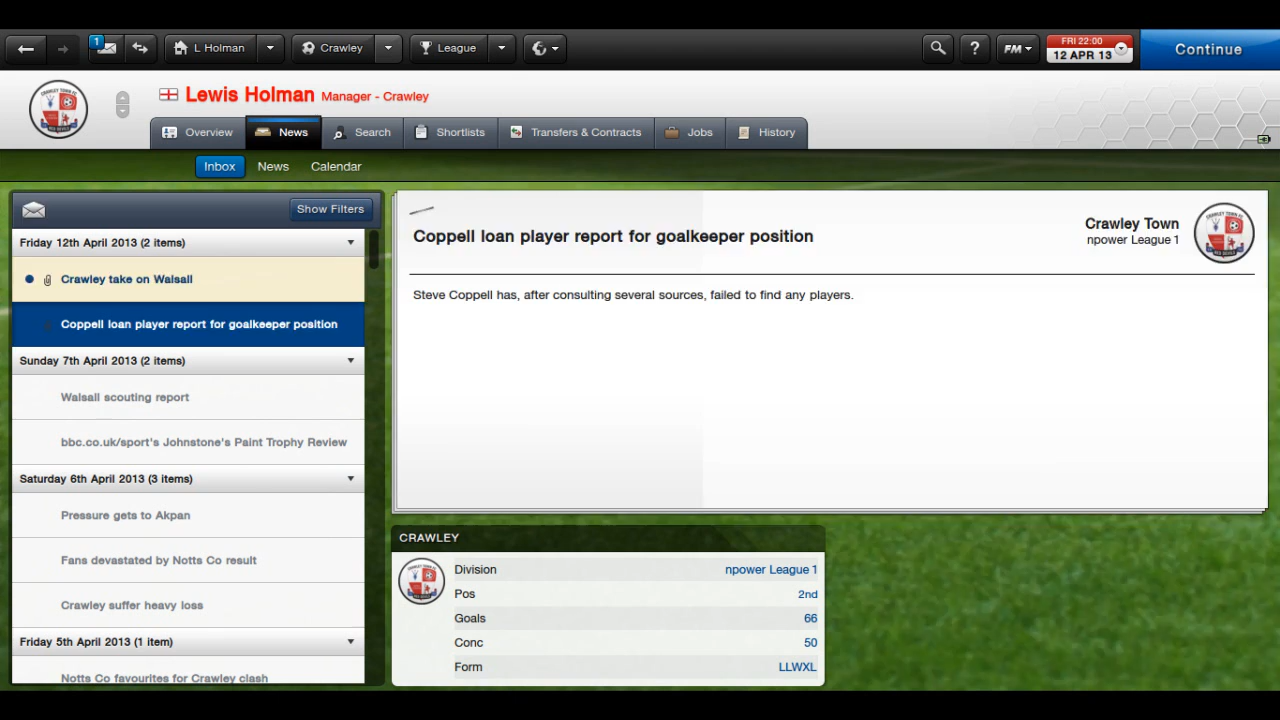 1
L Holman
Crawley
League
?
FM
FRI 22:00
12 APR 13
Continue
Lewis Holman Manager - Crawley
Overview
News
Search
Shortlists
Transfers & Contracts
Jobs
History
Inbox
News
Calendar
Show Filters
Friday 12th April 2013 (2 items)
Crawley take on Walsall
Coppell loan player report for goalkeeper position
Sunday 7th April 2013 (2 items)
Walsall scouting report
bbc.co.uk/sport's Johnstone's Paint Trophy Review
Saturday 6th April 2013 (3 items)
Pressure gets to Akpan
Fans devastated by Notts Co result
Crawley suffer heavy loss
Friday 5th April 2013 (1 item)
Notts Co favourites for Crawley clash
Coppell loan player report for goalkeeper position
Crawley Town
npower League 1
Steve Coppell has, after consulting several sources, failed to find any players.
CRAWLEY
Division npower League 1
Pos 2nd
Goals 66
Conc 50
Form LLWXL